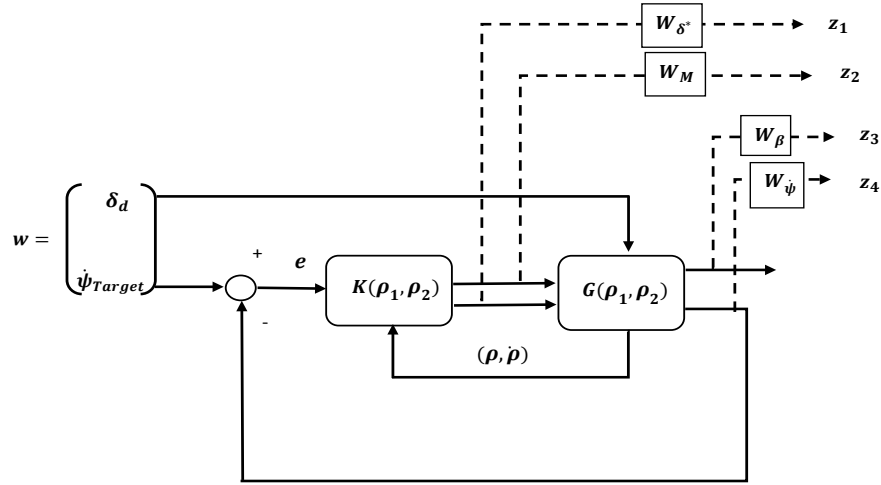 W_{δ*} z_1
W_M z_2
W_β z_3
W_{ψ̇} z_4
w =
δ_d
ψ̇_{Target}
+
-
e
K(ρ_1, ρ_2)
G(ρ_1, ρ_2)
(ρ, ρ̇)